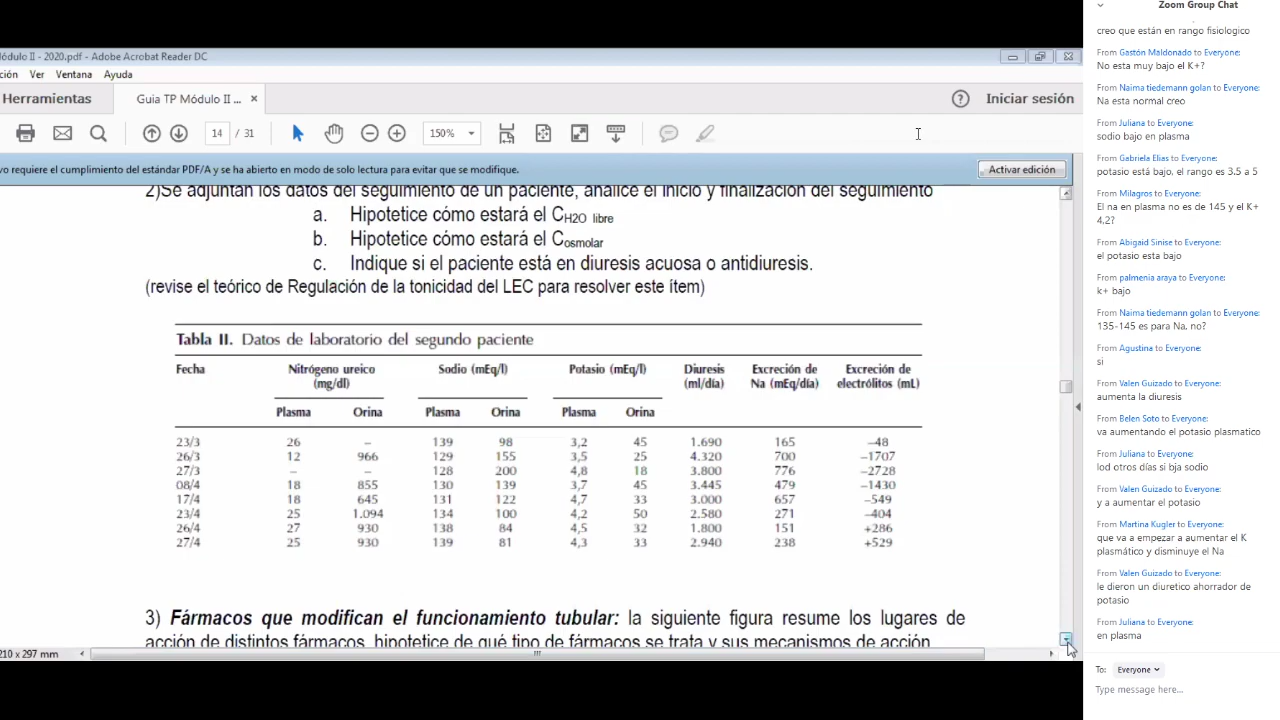 Zoom Group Chat
creo que están en rango fisiologico
From Gastón Maldonado to Everyone:
No esta muy bajo el K+?
From Naima tiedemann golan to Everyone:
Na esta normal creo
From Juliana to Everyone:
sodio bajo en plasma
From Gabriela Elias to Everyone:
potasio está bajo, el rango es 3.5 a 5
From Milagros to Everyone:
El na en plasma no es de 145 y el K+
4,2?
From Abigaid Sinise to Everyone:
el potasio esta bajo
From palmenia araya to Everyone:
k+ bajo
From Naima tiedemann golan to Everyone:
135-145 es para Na, no?
From Agustina to Everyone:
si
From Valen Guizado to Everyone:
aumenta la diuresis
From Belen Soto to Everyone:
va aumentando el potasio plasmatico
From Juliana to Everyone:
lod otros días si bja sodio
From Valen Guizado to Everyone:
y a aumentado el potasio
From Martina Kugler to Everyone:
que va a empezar a aumentar el K
plasmático y disminuye el Na
From Valen Guizado to Everyone:
le dieron un diuretico ahorrador de
potasio
From Juliana to Everyone:
en plasma
To: Everyone
Type message here...
ódulo II - 2020.pdf - Adobe Acrobat Reader DC
ción Ver Ventana Ayuda
Herramientas Guia TP Módulo II ... × Iniciar sesión
14 / 31 150%
vo requiere el cumplimiento del estándar PDF/A y se ha abierto en modo de solo lectura para evitar que se modifique. Activar edición
2)Se adjuntan los datos del seguimiento de un paciente, analice el inicio y finalización del seguimiento
a. Hipotetice cómo estará el CH2O libre
b. Hipotetice cómo estará el Cosmolar
c. Indique si el paciente está en diuresis acuosa o antidiuresis.
(revise el teórico de Regulación de la tonicidad del LEC para resolver este ítem)
Tabla II. Datos de laboratorio del segundo paciente
Fecha Nitrógeno ureico Sodio (mEq/l) Potasio (mEq/l) Diuresis Excreción de Excreción de
(mg/dl) (ml/día) Na (mEq/día) electrólitos (mL)
Plasma Orina Plasma Orina Plasma Orina
23/3 26 – 139 98 3,2 45 1.690 165 –48
26/3 12 966 129 155 3,5 25 4.320 700 –1707
27/3 – – 128 200 4,8 18 3.800 776 –2728
08/4 18 855 130 139 3,7 45 3.445 479 –1430
17/4 18 645 131 122 4,7 33 3.000 657 –549
23/4 25 1.094 134 100 4,2 50 2.580 271 –404
26/4 27 930 138 84 4,5 32 1.800 151 +286
27/4 25 930 139 81 4,3 33 2.940 238 +529
3) Fármacos que modifican el funcionamiento tubular: la siguiente figura resume los lugares de
acción de distintos fármacos, hipotetice de qué tipo de fármacos se trata y sus mecanismos de acción.
210 x 297 mm